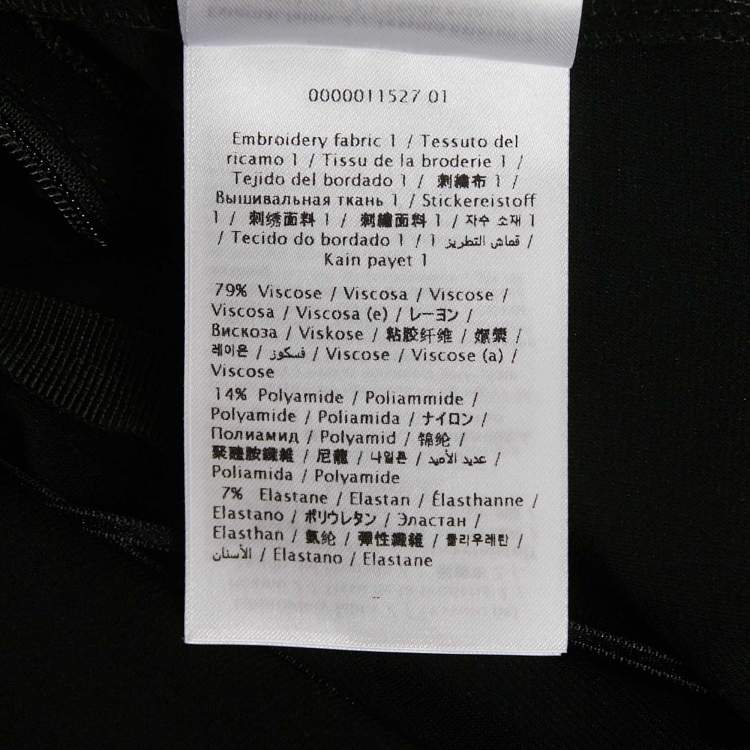 0000011527 01
Embroidery fabric 1 / Tessuto del
ricamo 1 / Tissu de la broderie 1 /
Tejido del bordado 1 / 刺繍布 1 /
Вышивальная ткань 1 / Stickereistoff
1 / 刺绣面料 1 / 刺繡面料 1 / 자수 소재 1
/ Tecido do bordado 1 / قماش التطريز 1 /
Kain payet 1
79% Viscose / Viscosa / Viscose /
Viscosa / Viscosa (e) / レーヨン /
Вискоза / Viskose / 粘胶纤维 / 嫘縈 /
레이온 / فسكوز / Viscose / Viscosa (a) /
Viscose
14% Polyamide / Poliammide /
Polyamide / Poliamida / ナイロン /
Полиамид / Polyamid / 锦纶 /
聚醯胺纖維 / 尼龍 / 나일론 / عديد الأميد /
Poliamida / Polyamide
7% Elastane / Elastan / Élasthanne /
Elastano / ポリウレタン / Эластан /
Elasthan / 氨纶 / 彈性纖維 / 폴리우레탄 /
الأستان / Elastano / Elastane